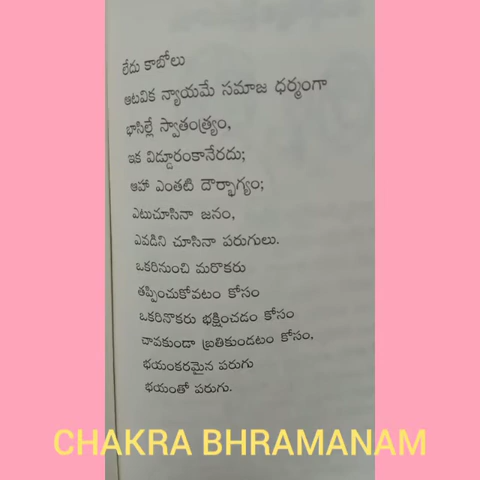 లేదు కాబోలు
ఆటవిక న్యాయమే సమాజ ధర్మంగా
భాసిల్లే స్వాతంత్ర్యం,
ఇక విడ్డూరంకానేరదు;
ఆహా ఎంతటి దౌర్భాగ్యం;
ఎటుచూసినా జనం,
ఎవడిని చూసినా పరుగులు.
ఒకరినుంచి మరొకరు
తప్పించుకోవటం కోసం
ఒకరినొకరు భక్షించడం కోసం
చావకుండా బ్రతికుండటం కోసం,
భయంకరమైన పరుగు
భయంతో పరుగు.
CHAKRA BHRAMANAM